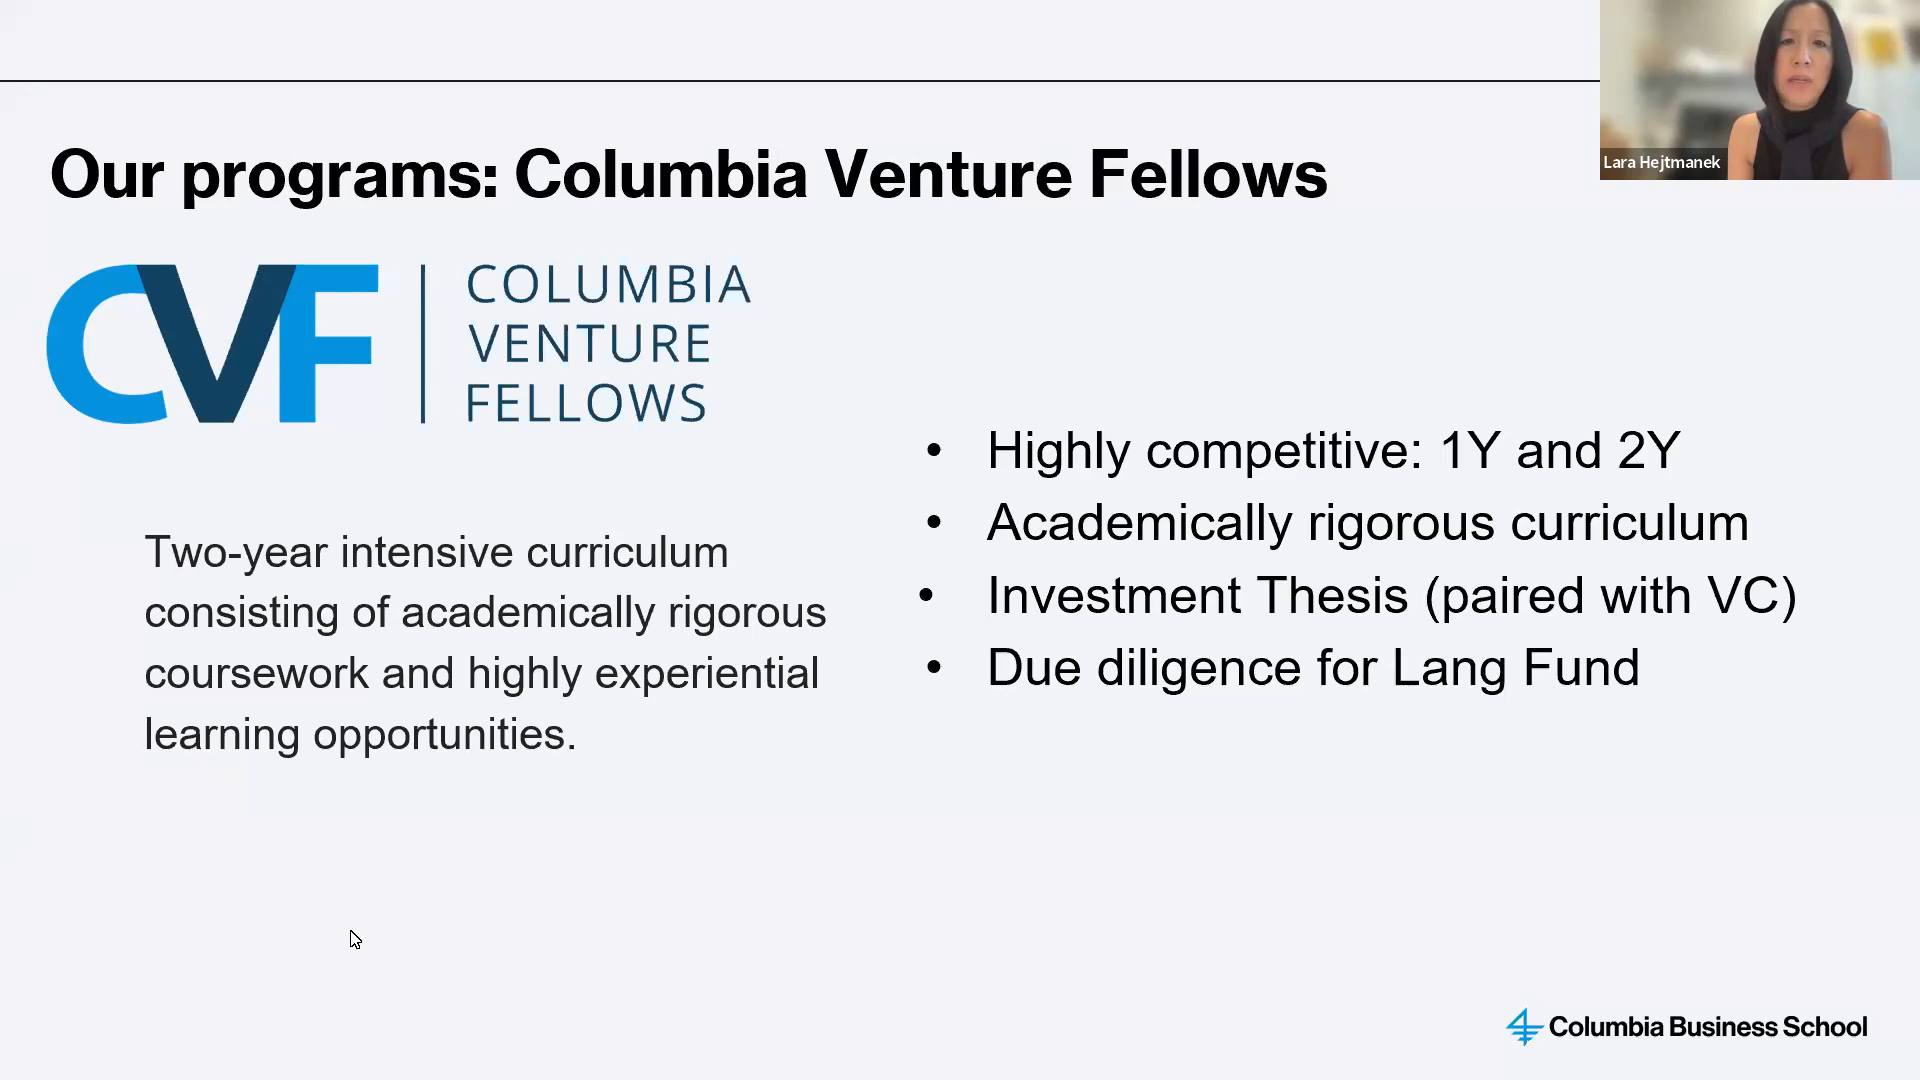 Our programs: Columbia Venture Fellows
Lara Hejtmanek
CVF
COLUMBIA
VENTURE
FELLOWS
Two-year intensive curriculum
consisting of academically rigorous
coursework and highly experiential
learning opportunities.
• Highly competitive: 1Y and 2Y
• Academically rigorous curriculum
• Investment Thesis (paired with VC)
• Due diligence for Lang Fund
Columbia Business School